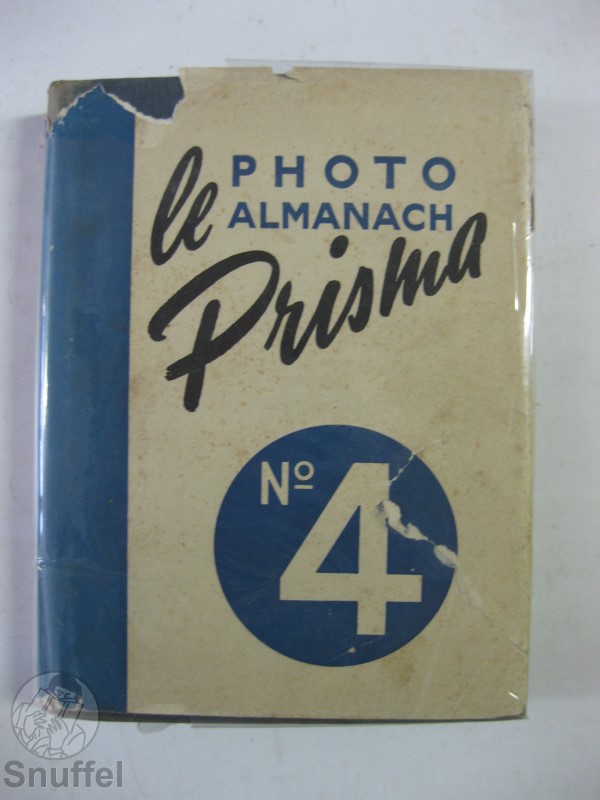 le PHOTO
ALMANACH
Prisma
Nº
4
Snuffel